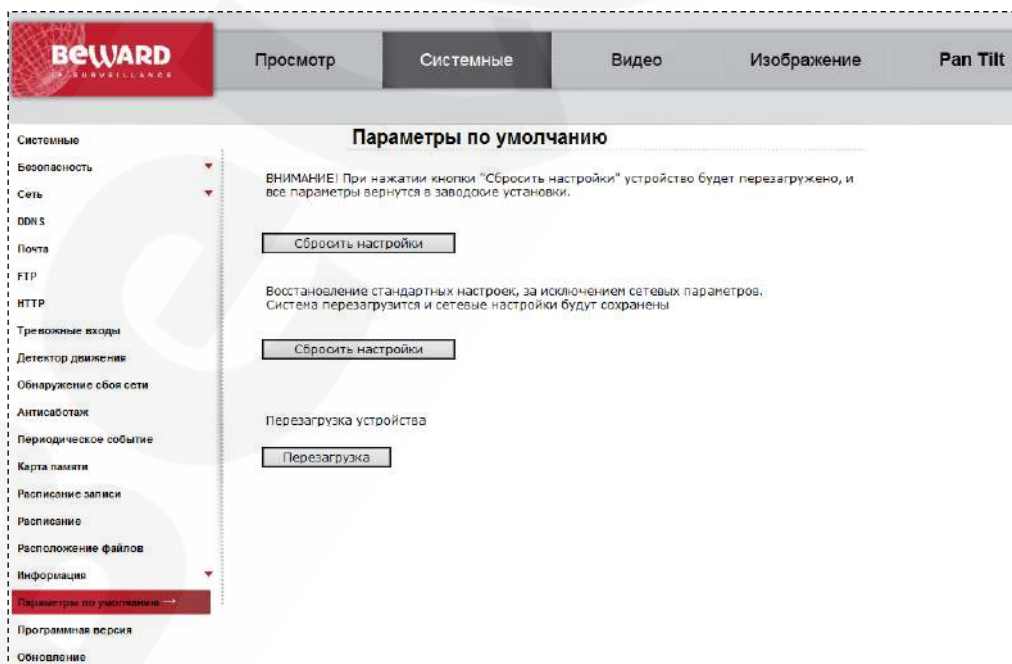 BEWARD
IP SURVEILLANCE
Просмотр
Системные
Видео
Изображение
Pan Tilt
Системные
Безопасность
Сеть
DDNS
Почта
FTP
HTTP
Тревожные входы
Детектор движения
Обнаружение сбоя сети
Антисаботаж
Периодическое событие
Карта памяти
Расписание записи
Расписание
Расположение файлов
Информация
Параметры по умолчанию →
Программная версия
Обновление
Параметры по умолчанию
ВНИМАНИЕ! При нажатии кнопки "Сбросить настройки" устройство будет перезагружено, и
все параметры вернутся в заводские установки.
Сбросить настройки
Восстановление стандартных настроек, за исключением сетевых параметров.
Система перезагрузится и сетевые настройки будут сохранены
Сбросить настройки
Перезагрузка устройства
Перезагрузка